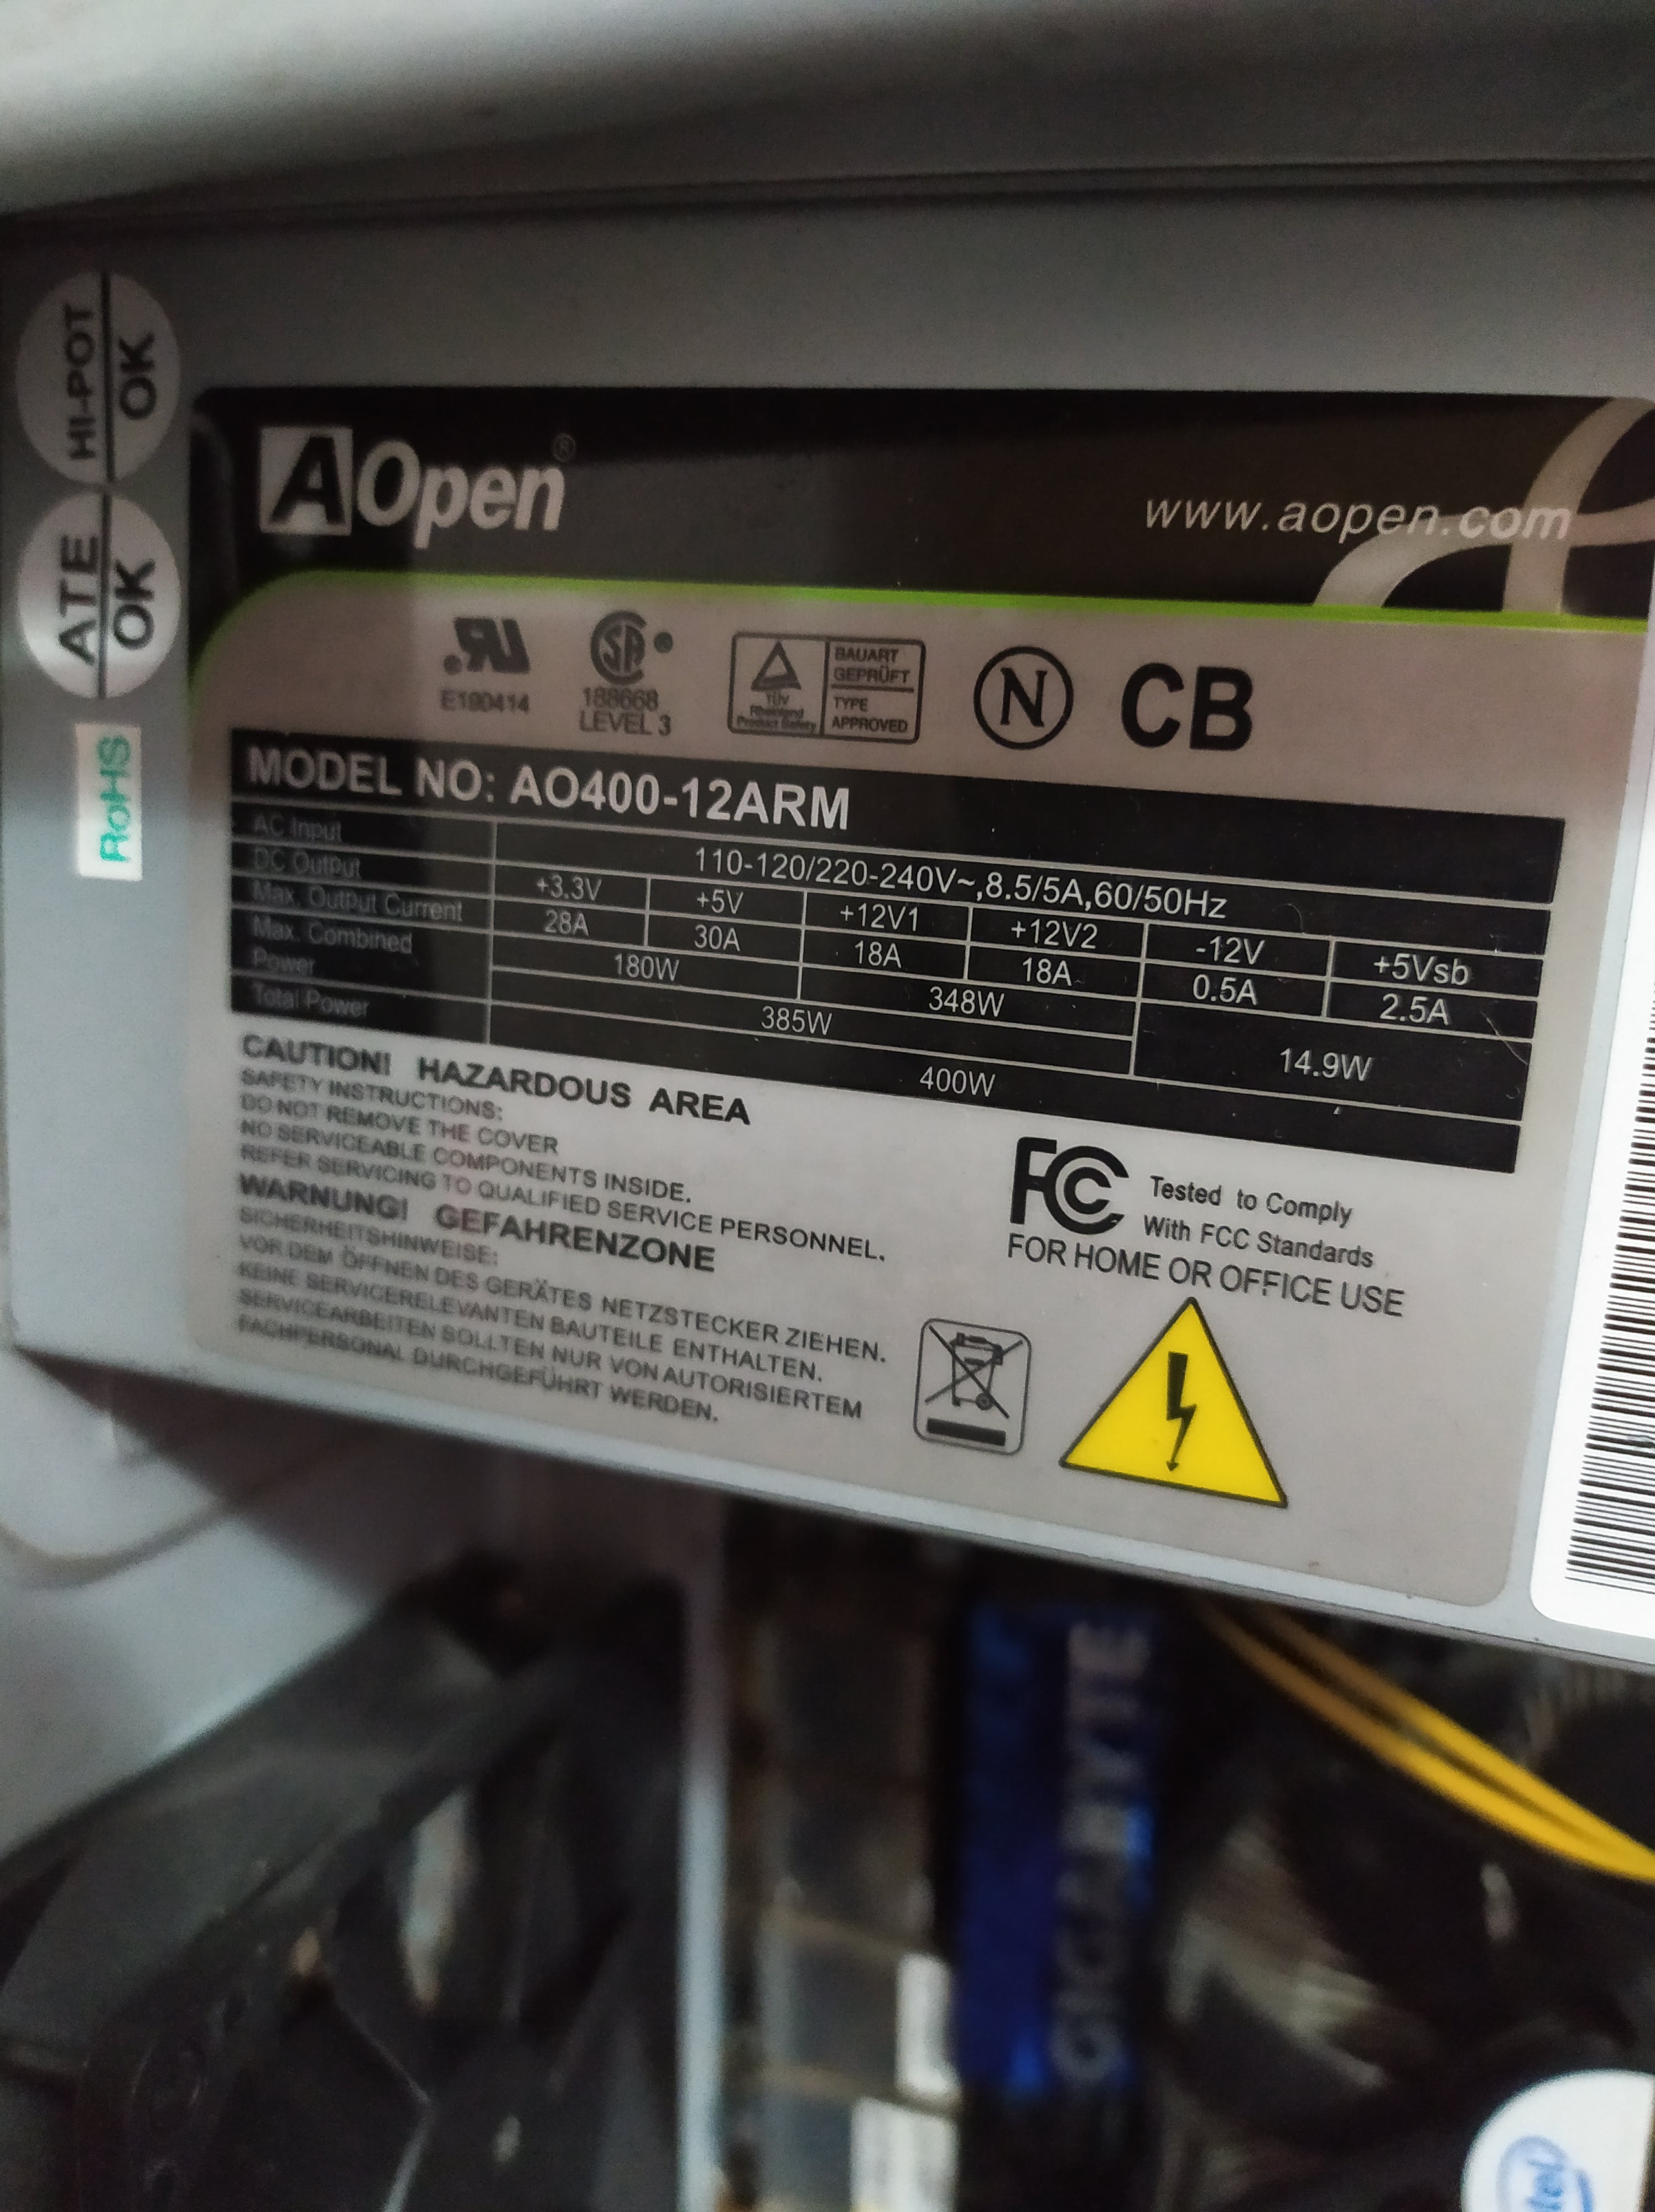 HI-POT
OK
ATE
OK
RoHS
AOpen®
www.aopen.com
E190414
188668
LEVEL 3
TÜV
Rheinland
Product Safety
BAUART
GEPRÜFT
TYPE
APPROVED
N
CB
MODEL NO: AO400-12ARM
AC Input 110-120/220-240V~,8.5/5A,60/50Hz
DC Output +3.3V +5V +12V1 +12V2 -12V +5Vsb
Max. Output Current 28A 30A 18A 18A 0.5A 2.5A
Max. Combined Power 180W 348W 14.9W
385W
Total Power 400W
CAUTION! HAZARDOUS AREA
SAFETY INSTRUCTIONS:
DO NOT REMOVE THE COVER
NO SERVICEABLE COMPONENTS INSIDE.
REFER SERVICING TO QUALIFIED SERVICE PERSONNEL.
WARNUNG! GEFAHRENZONE
SICHERHEITSHINWEISE:
VOR DEM ÖFFNEN DES GERÄTES NETZSTECKER ZIEHEN.
KEINE SERVICERELEVANTEN BAUTEILE ENTHALTEN.
SERVICEARBEITEN SOLLTEN NUR VON AUTORISIERTEM
FACHPERSONAL DURCHGEFÜHRT WERDEN.
FC Tested to Comply
With FCC Standards
FOR HOME OR OFFICE USE
GIGABYTE
intel